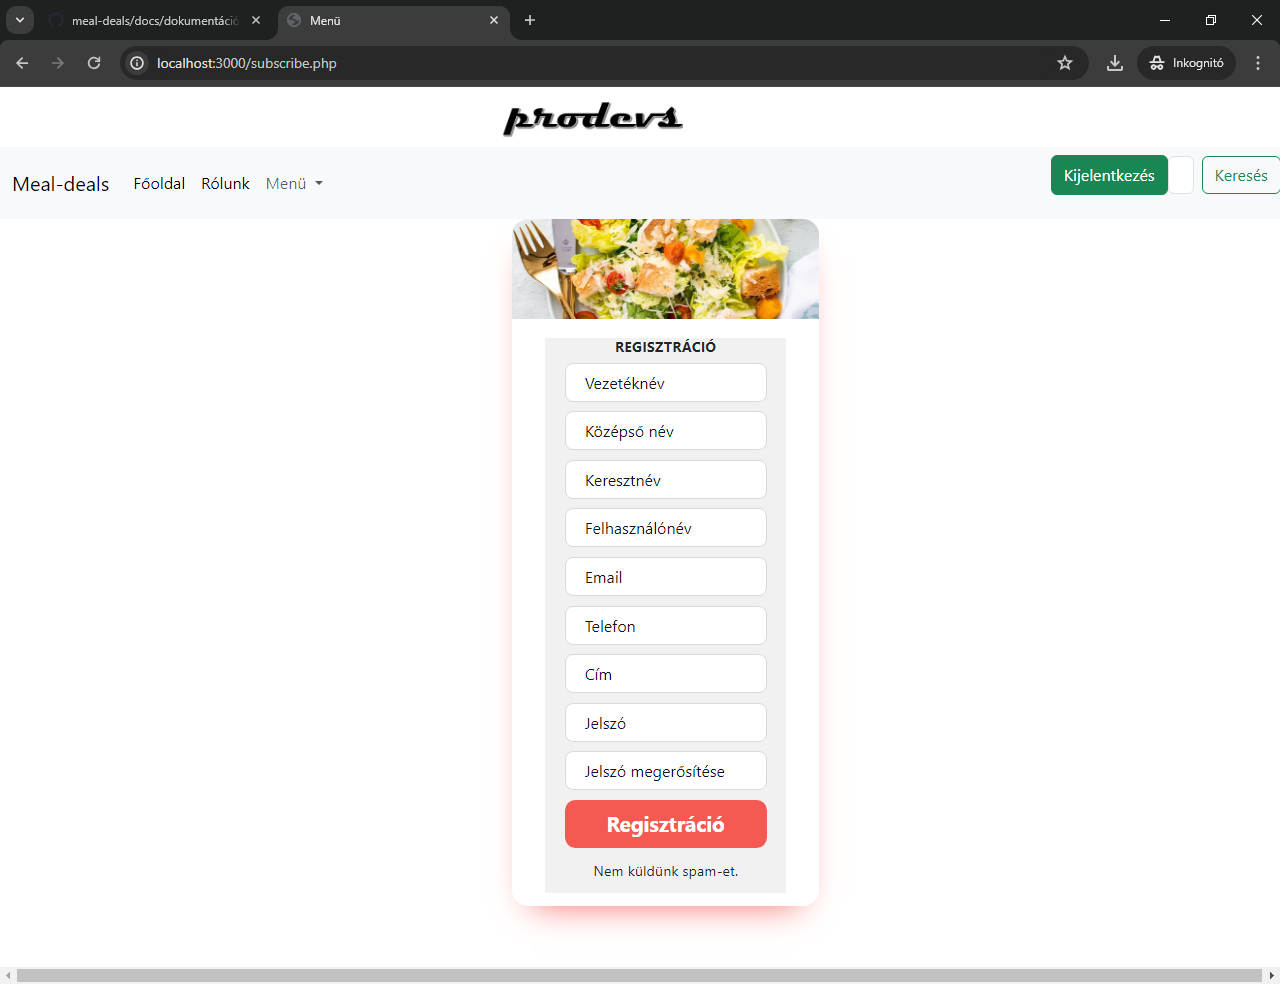 meal-deals/docs/dokumentáció
Menü
localhost:3000/subscribe.php
Inkognitó
prodevs
Meal-deals Főoldal Rólunk Menü Kijelentkezés Keresés
REGISZTRÁCIÓ
Vezetéknév
Középső név
Keresztnév
Felhasználónév
Email
Telefon
Cím
Jelszó
Jelszó megerősítése
Regisztráció
Nem küldünk spam-et.